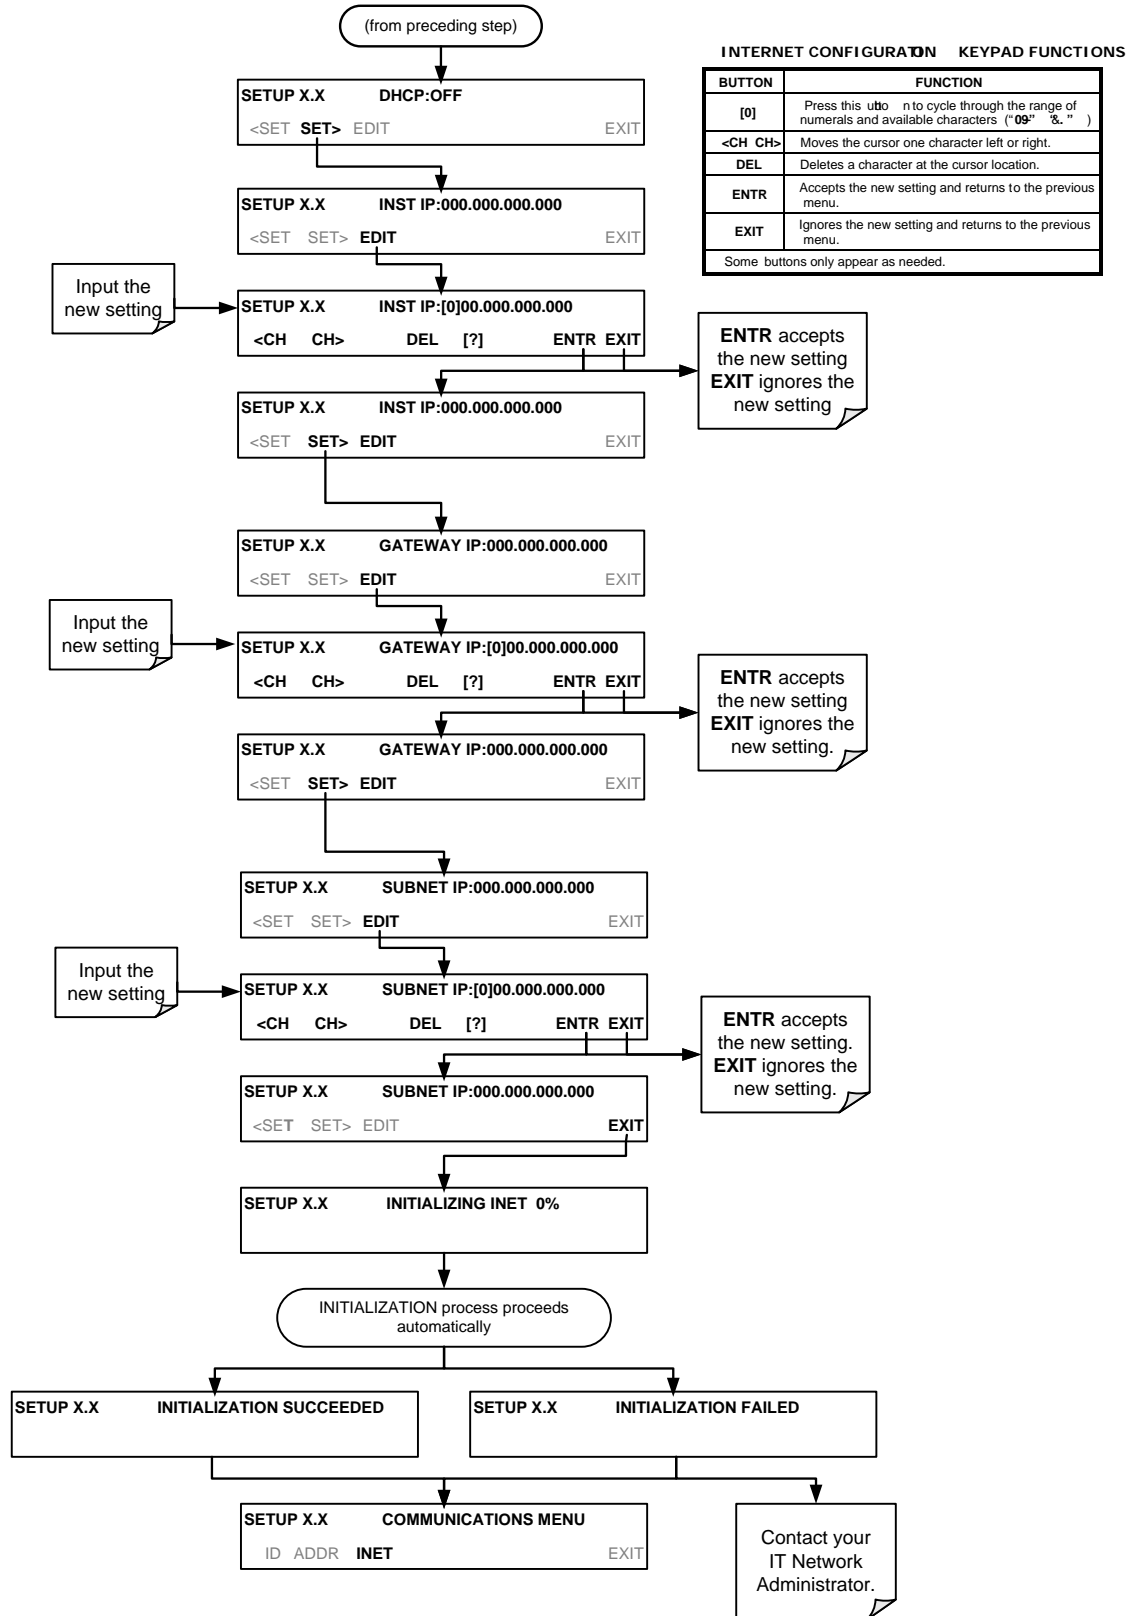 (from preceding step)
INTERNET CONFIGURATION KEYPAD FUNCTIONS
BUTTON FUNCTION
[0] Press this button to cycle through the range of
numerals and available characters (“0-9” & “.”)
<CH CH> Moves the cursor one character left or right.
DEL Deletes a character at the cursor location.
ENTR Accepts the new setting and returns to the previous
menu.
EXIT Ignores the new setting and returns to the previous
menu.
Some buttons only appear as needed.
SETUP X.X DHCP:OFF
<SET SET> EDIT EXIT
SETUP X.X INST IP:000.000.000.000
<SET SET> EDIT EXIT
Input the
new setting
SETUP X.X INST IP:[0]00.000.000.000
<CH CH> DEL [?] ENTR EXIT
ENTR accepts
the new setting
EXIT ignores the
new setting
SETUP X.X INST IP:000.000.000.000
<SET SET> EDIT EXIT
SETUP X.X GATEWAY IP:000.000.000.000
<SET SET> EDIT EXIT
Input the
new setting
SETUP X.X GATEWAY IP:[0]00.000.000.000
<CH CH> DEL [?] ENTR EXIT
ENTR accepts
the new setting
EXIT ignores the
new setting.
SETUP X.X GATEWAY IP:000.000.000.000
<SET SET> EDIT EXIT
SETUP X.X SUBNET IP:000.000.000.000
<SET SET> EDIT EXIT
Input the
new setting
SETUP X.X SUBNET IP:[0]00.000.000.000
<CH CH> DEL [?] ENTR EXIT
ENTR accepts
the new setting.
EXIT ignores the
new setting.
SETUP X.X SUBNET IP:000.000.000.000
<SET SET> EDIT EXIT
SETUP X.X INITIALIZING INET 0%
INITIALIZATION process proceeds
automatically
SETUP X.X INITIALIZATION SUCCEEDED
SETUP X.X INITIALIZATION FAILED
SETUP X.X COMMUNICATIONS MENU
ID ADDR INET EXIT
Contact your
IT Network
Administrator.